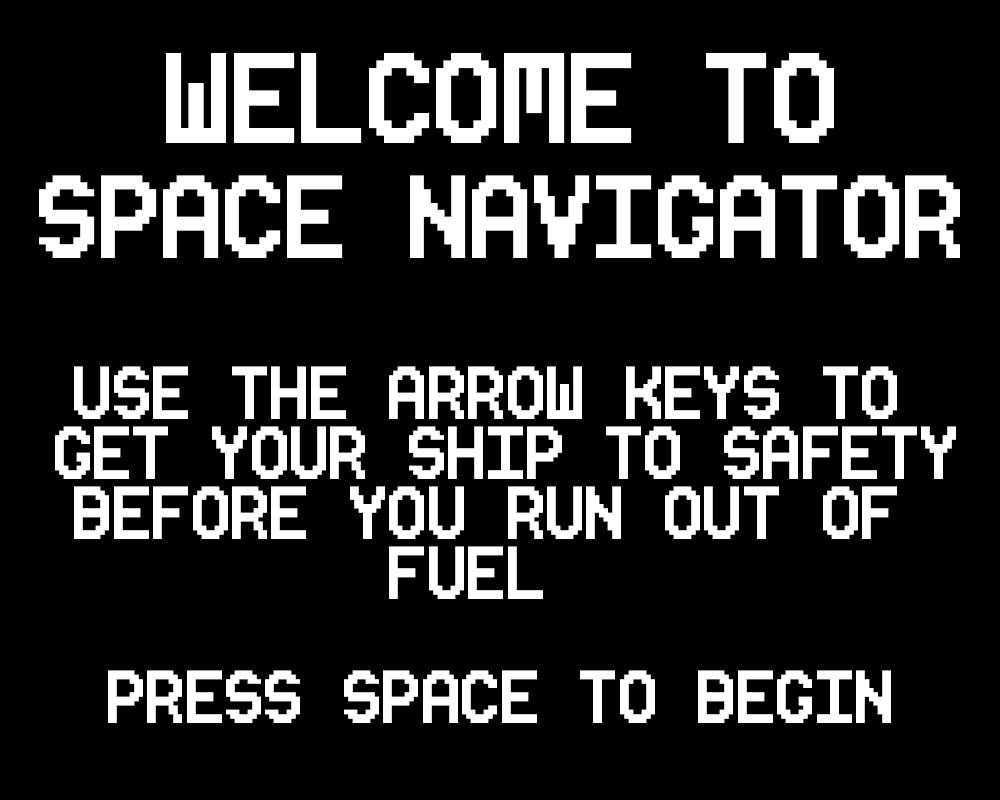 WELCOME TO
SPACE NAVIGATOR
USE THE ARROW KEYS TO
GET YOUR SHIP TO SAFETY
BEFORE YOU RUN OUT OF
FUEL
PRESS SPACE TO BEGIN